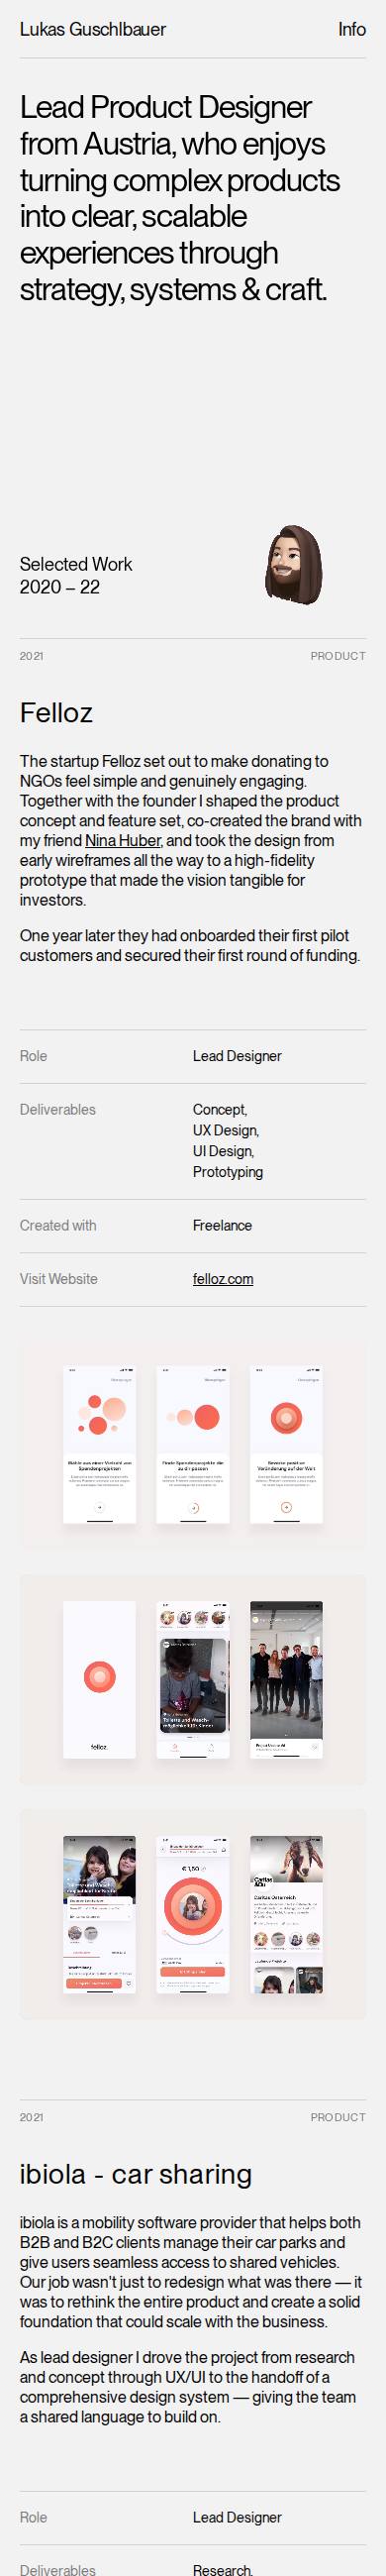 Lukas Guschlbauer
Info
Lead Product Designer
from Austria, who enjoys
turning complex products
into clear, scalable
experiences through
strategy, systems & craft.
Selected Work
2020 – 22
2021
PRODUCT
Felloz
The startup Felloz set out to make donating to
NGOs feel simple and genuinely engaging.
Together with the founder I shaped the product
concept and feature set, co-created the brand with
my friend Nina Huber, and took the design from
early wireframes all the way to a high-fidelity
prototype that made the vision tangible for
investors.
One year later they had onboarded their first pilot
customers and secured their first round of funding.
Role
Lead Designer
Deliverables
Concept,
UX Design,
UI Design,
Prototyping
Created with
Freelance
Visit Website
felloz.com
felloz.
€ 1,50
Caritas Österreich
2021
PRODUCT
ibiola - car sharing
ibiola is a mobility software provider that helps both
B2B and B2C clients manage their car parks and
give users seamless access to shared vehicles.
Our job wasn't just to redesign what was there — it
was to rethink the entire product and create a solid
foundation that could scale with the business.
As lead designer I drove the project from research
and concept through UX/UI to the handoff of a
comprehensive design system — giving the team
a shared language to build on.
Role
Lead Designer
Deliverables
Research,